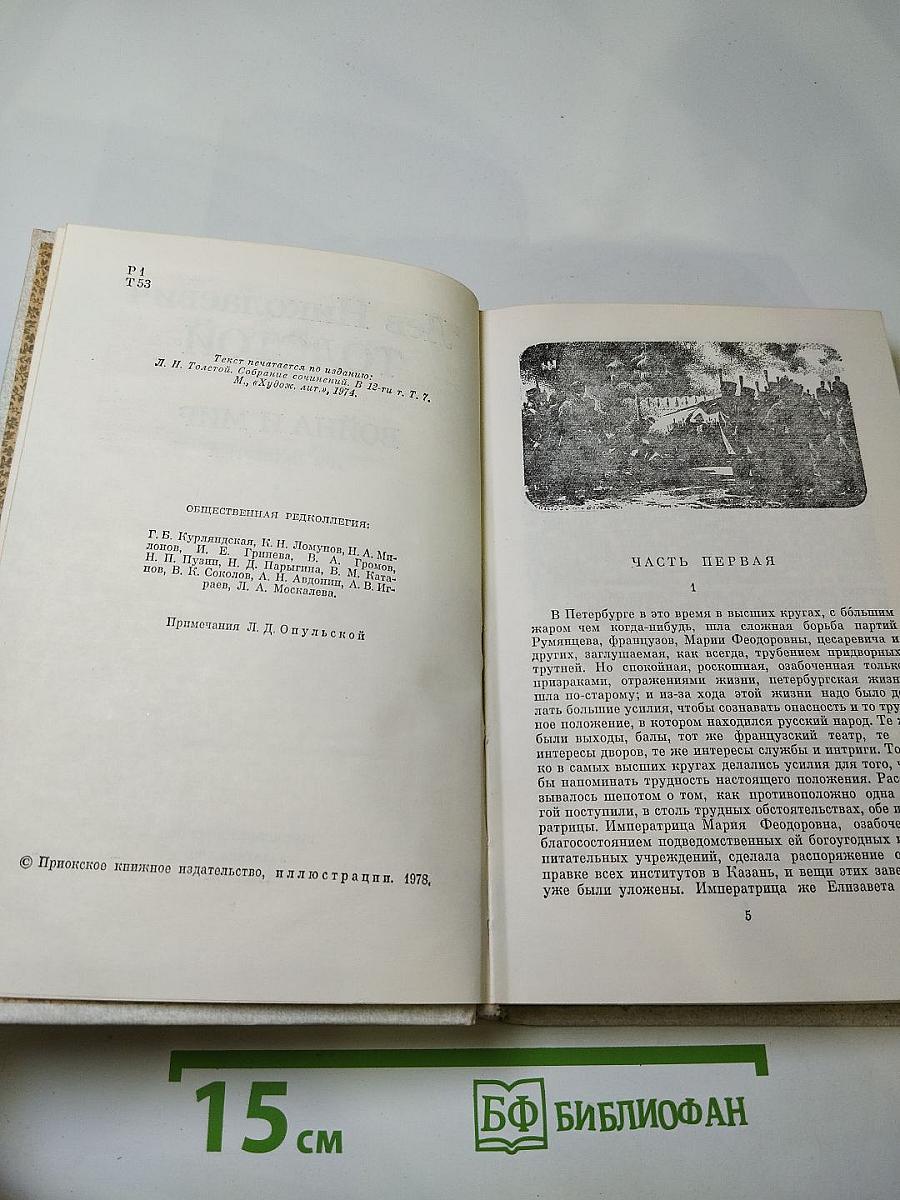 Р1
Т53
Текст печатается по изданию:
Л. Н. Толстой. Собрание сочинений. В 12-ти т. Т. 7.
М., «Худож. лит.», 1974.
ОБЩЕСТВЕННАЯ РЕДКОЛЛЕГИЯ:
Г. Б. Курляндская, К. Н. Ломунов, Н. А. Ми-
лонов, И. Е. Гринева, В. А. Громов,
Н. П. Пузин, Н. Д. Парыгина, В. М. Ката-
нов, В. К. Соколов, А. Н. Авдонин, А. В. Иг-
раев, Л. А. Москалева.
Примечания Л. Д. Опульской
© Приокское книжное издательство, иллюстрации. 1978.
ЧАСТЬ ПЕРВАЯ
1
В Петербурге в это время в высших кругах, с бо́льшим
жаром чем когда-нибудь, шла сложная борьба партий
Румянцева, французов, Марии Феодоровны, цесаревича и
других, заглушаемая, как всегда, трубением придворных
трутней. Но спокойная, роскошная, озабоченная только
призраками, отражениями жизни, петербургская жизн
шла по-старому; и из-за хода этой жизни надо было де
лать большие усилия, чтобы сознавать опасность и то тру
ное положение, в котором находился русский народ. Те ж
были выходы, балы, тот же французский театр, те
интересы дворов, те же интересы службы и интриги. То
ко в самых высших кругах делались усилия для того, ч
бы напоминать трудность настоящего положения. Расс
зывалось шепотом о том, как противоположно одна
гой поступили, в столь трудных обстоятельствах, обе и
ратрицы. Императрица Мария Феодоровна, озабоче
благосостоянием подведомственных ей богоугодных и
питательных учреждений, сделала распоряжение о
правке всех институтов в Казань, и вещи этих заве
уже были уложены. Императрица же Елизавета
5
15 см
БФ БИБЛИОФАН